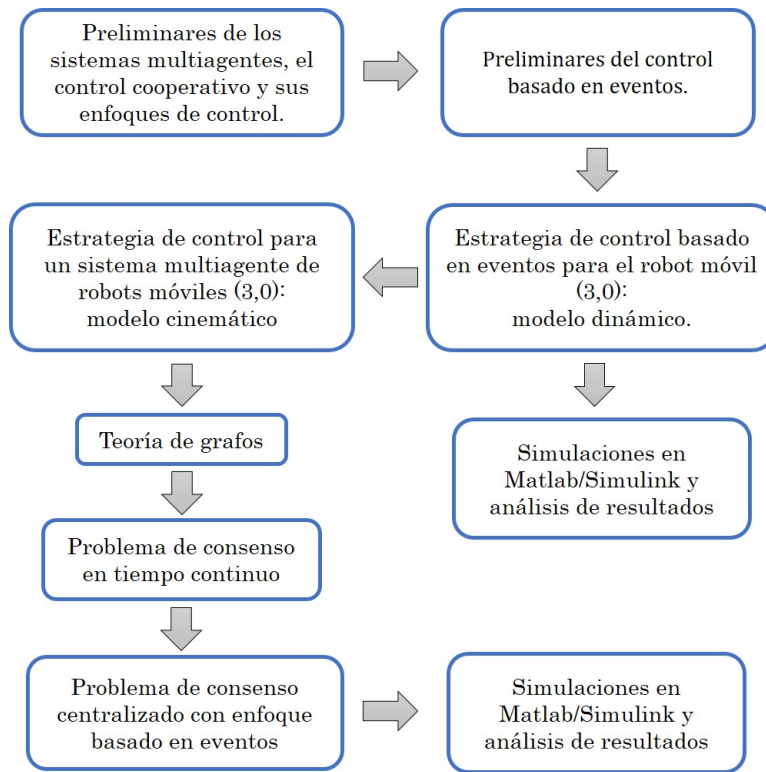 Preliminares de los
sistemas multiagentes, el
control cooperativo y sus
enfoques de control.
Preliminares del control
basado en eventos.
Estrategia de control para
un sistema multiagente de
robots móviles (3,0):
modelo cinemático
Estrategia de control basado
en eventos para el robot móvil
(3,0):
modelo dinámico.
Teoría de grafos
Simulaciones en
Matlab/Simulink y
análisis de resultados
Problema de consenso
en tiempo continuo
Problema de consenso
centralizado con enfoque
basado en eventos
Simulaciones en
Matlab/Simulink y
análisis de resultados